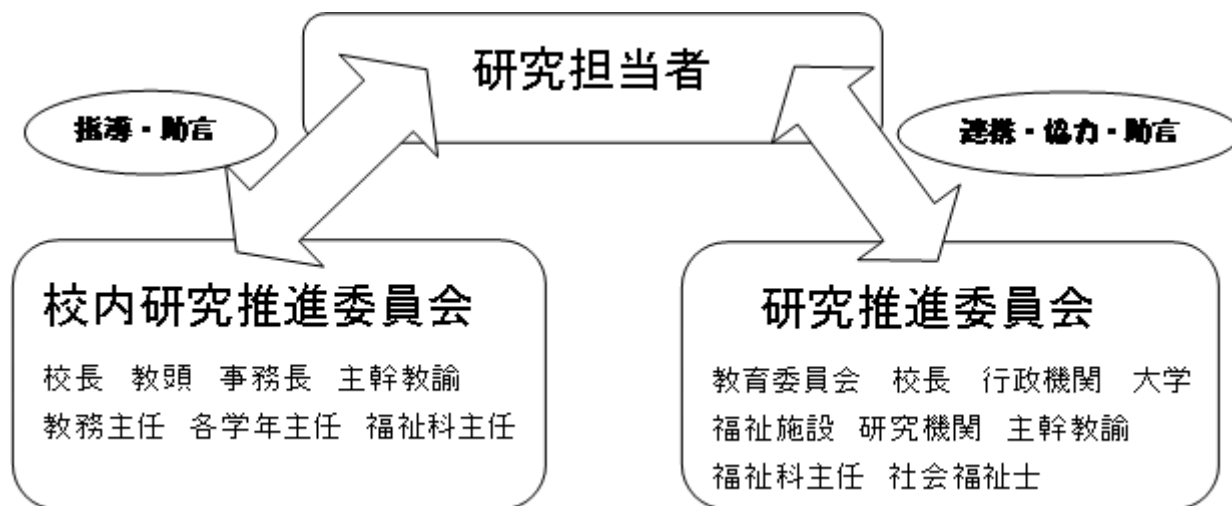 研究担当者
指導・助言
連携・協力・助言
校内研究推進委員会
校長 教頭 事務長 主幹教諭
教務主任 各学年主任 福祉科主任
研究推進委員会
教育委員会 校長 行政機関 大学
福祉施設 研究機関 主幹教諭
福祉科主任 社会福祉士